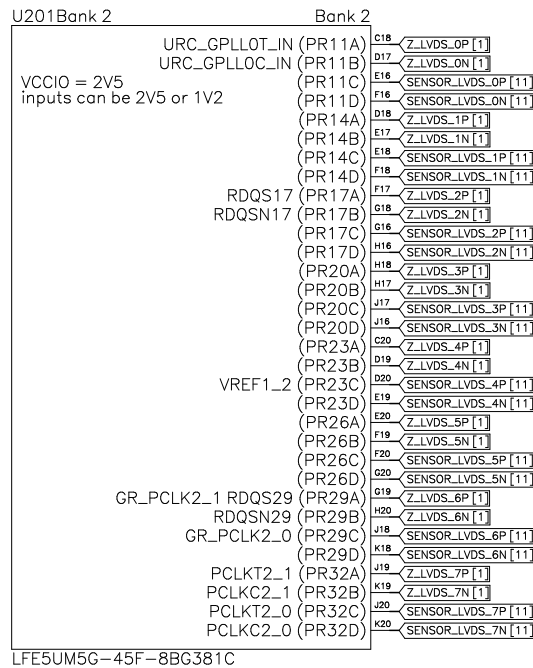 U201Bank 2 Bank 2
URC_GPLL0T_IN (PR11A) C18 Z_LVDS_0P [1]
URC_GPLL0C_IN (PR11B) D17 Z_LVDS_0N [1]
VCCIO = 2V5 (PR11C) E16 SENSOR_LVDS_0P [11]
inputs can be 2V5 or 1V2 (PR11D) F16 SENSOR_LVDS_0N [11]
(PR14A) D18 Z_LVDS_1P [1]
(PR14B) E17 Z_LVDS_1N [1]
(PR14C) E18 SENSOR_LVDS_1P [11]
(PR14D) F18 SENSOR_LVDS_1N [11]
RDQS17 (PR17A) F17 Z_LVDS_2P [1]
RDQSN17 (PR17B) G18 Z_LVDS_2N [1]
(PR17C) G16 SENSOR_LVDS_2P [11]
(PR17D) H16 SENSOR_LVDS_2N [11]
(PR20A) H18 Z_LVDS_3P [1]
(PR20B) H17 Z_LVDS_3N [1]
(PR20C) J17 SENSOR_LVDS_3P [11]
(PR20D) J16 SENSOR_LVDS_3N [11]
(PR23A) C20 Z_LVDS_4P [1]
(PR23B) D19 Z_LVDS_4N [1]
VREF1_2 (PR23C) D20 SENSOR_LVDS_4P [11]
(PR23D) E19 SENSOR_LVDS_4N [11]
(PR26A) E20 Z_LVDS_5P [1]
(PR26B) F19 Z_LVDS_5N [1]
(PR26C) F20 SENSOR_LVDS_5P [11]
(PR26D) G20 SENSOR_LVDS_5N [11]
GR_PCLK2_1 RDQS29 (PR29A) G19 Z_LVDS_6P [1]
RDQSN29 (PR29B) H20 Z_LVDS_6N [1]
GR_PCLK2_0 (PR29C) J18 SENSOR_LVDS_6P [11]
(PR29D) K18 SENSOR_LVDS_6N [11]
PCLKT2_1 (PR32A) J19 Z_LVDS_7P [1]
PCLKC2_1 (PR32B) K19 Z_LVDS_7N [1]
PCLKT2_0 (PR32C) J20 SENSOR_LVDS_7P [11]
PCLKC2_0 (PR32D) K20 SENSOR_LVDS_7N [11]
LFE5UM5G-45F-8BG381C